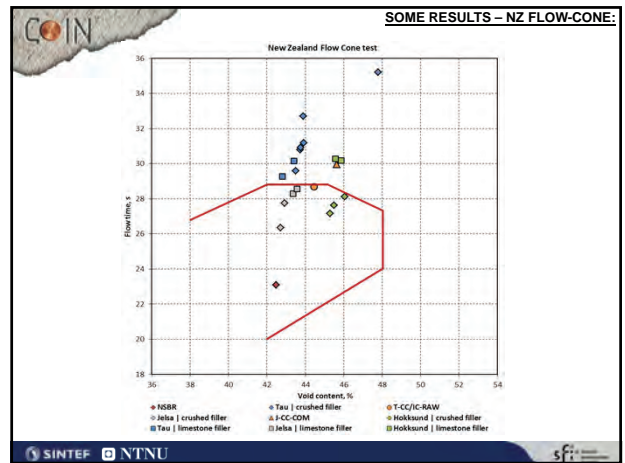 COIN
SOME RESULTS – NZ FLOW-CONE:
New Zealand Flow Cone test
36
34
32
30
28
26
24
22
20
18
Flow time, s
36 38 40 42 44 46 48 50 52 54
Void content, %
NSBR
Tau | crushed filler
T-CC/IC-RAW
Jelsa | crushed filler
J-CC-COM
Hokksund | crushed filler
Tau | limestone filler
Jelsa | limestone filler
Hokksund | limestone filler
SINTEF NTNU
sfi